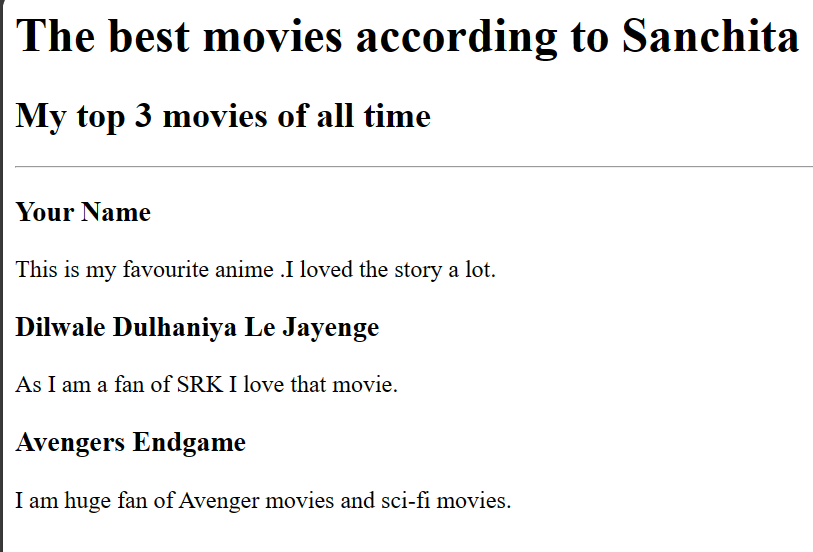 The best movies according to Sanchita
My top 3 movies of all time
Your Name
This is my favourite anime .I loved the story a lot.
Dilwale Dulhaniya Le Jayenge
As I am a fan of SRK I love that movie.
Avengers Endgame
I am huge fan of Avenger movies and sci-fi movies.